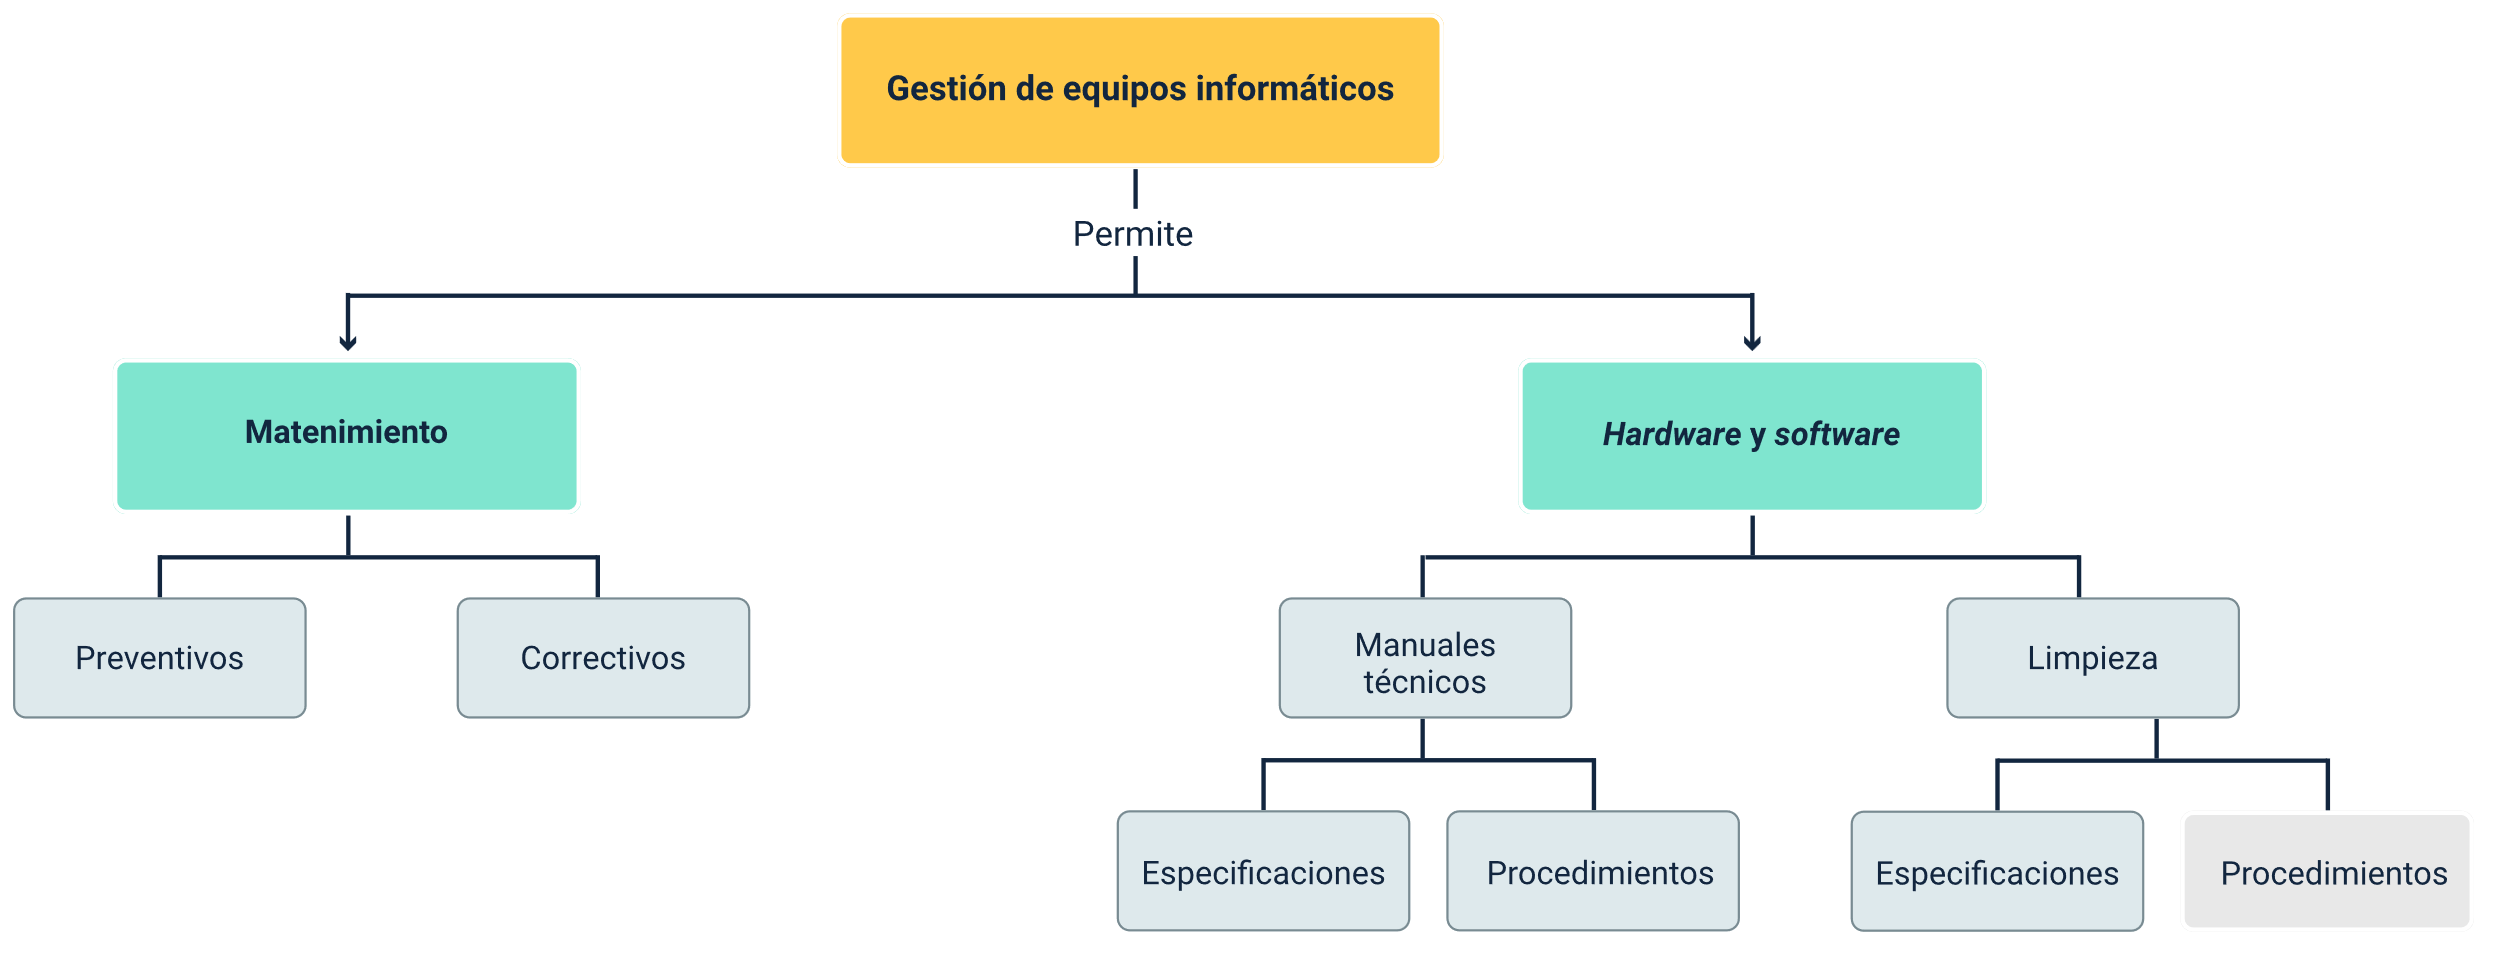 Gestión de equipos informáticos
Permite
Matenimiento
Hardware y software
Preventivos
Correctivos
Manuales
técnicos
Limpieza
Especificaciones
Procedimientos
Especificaciones
Procedimientos